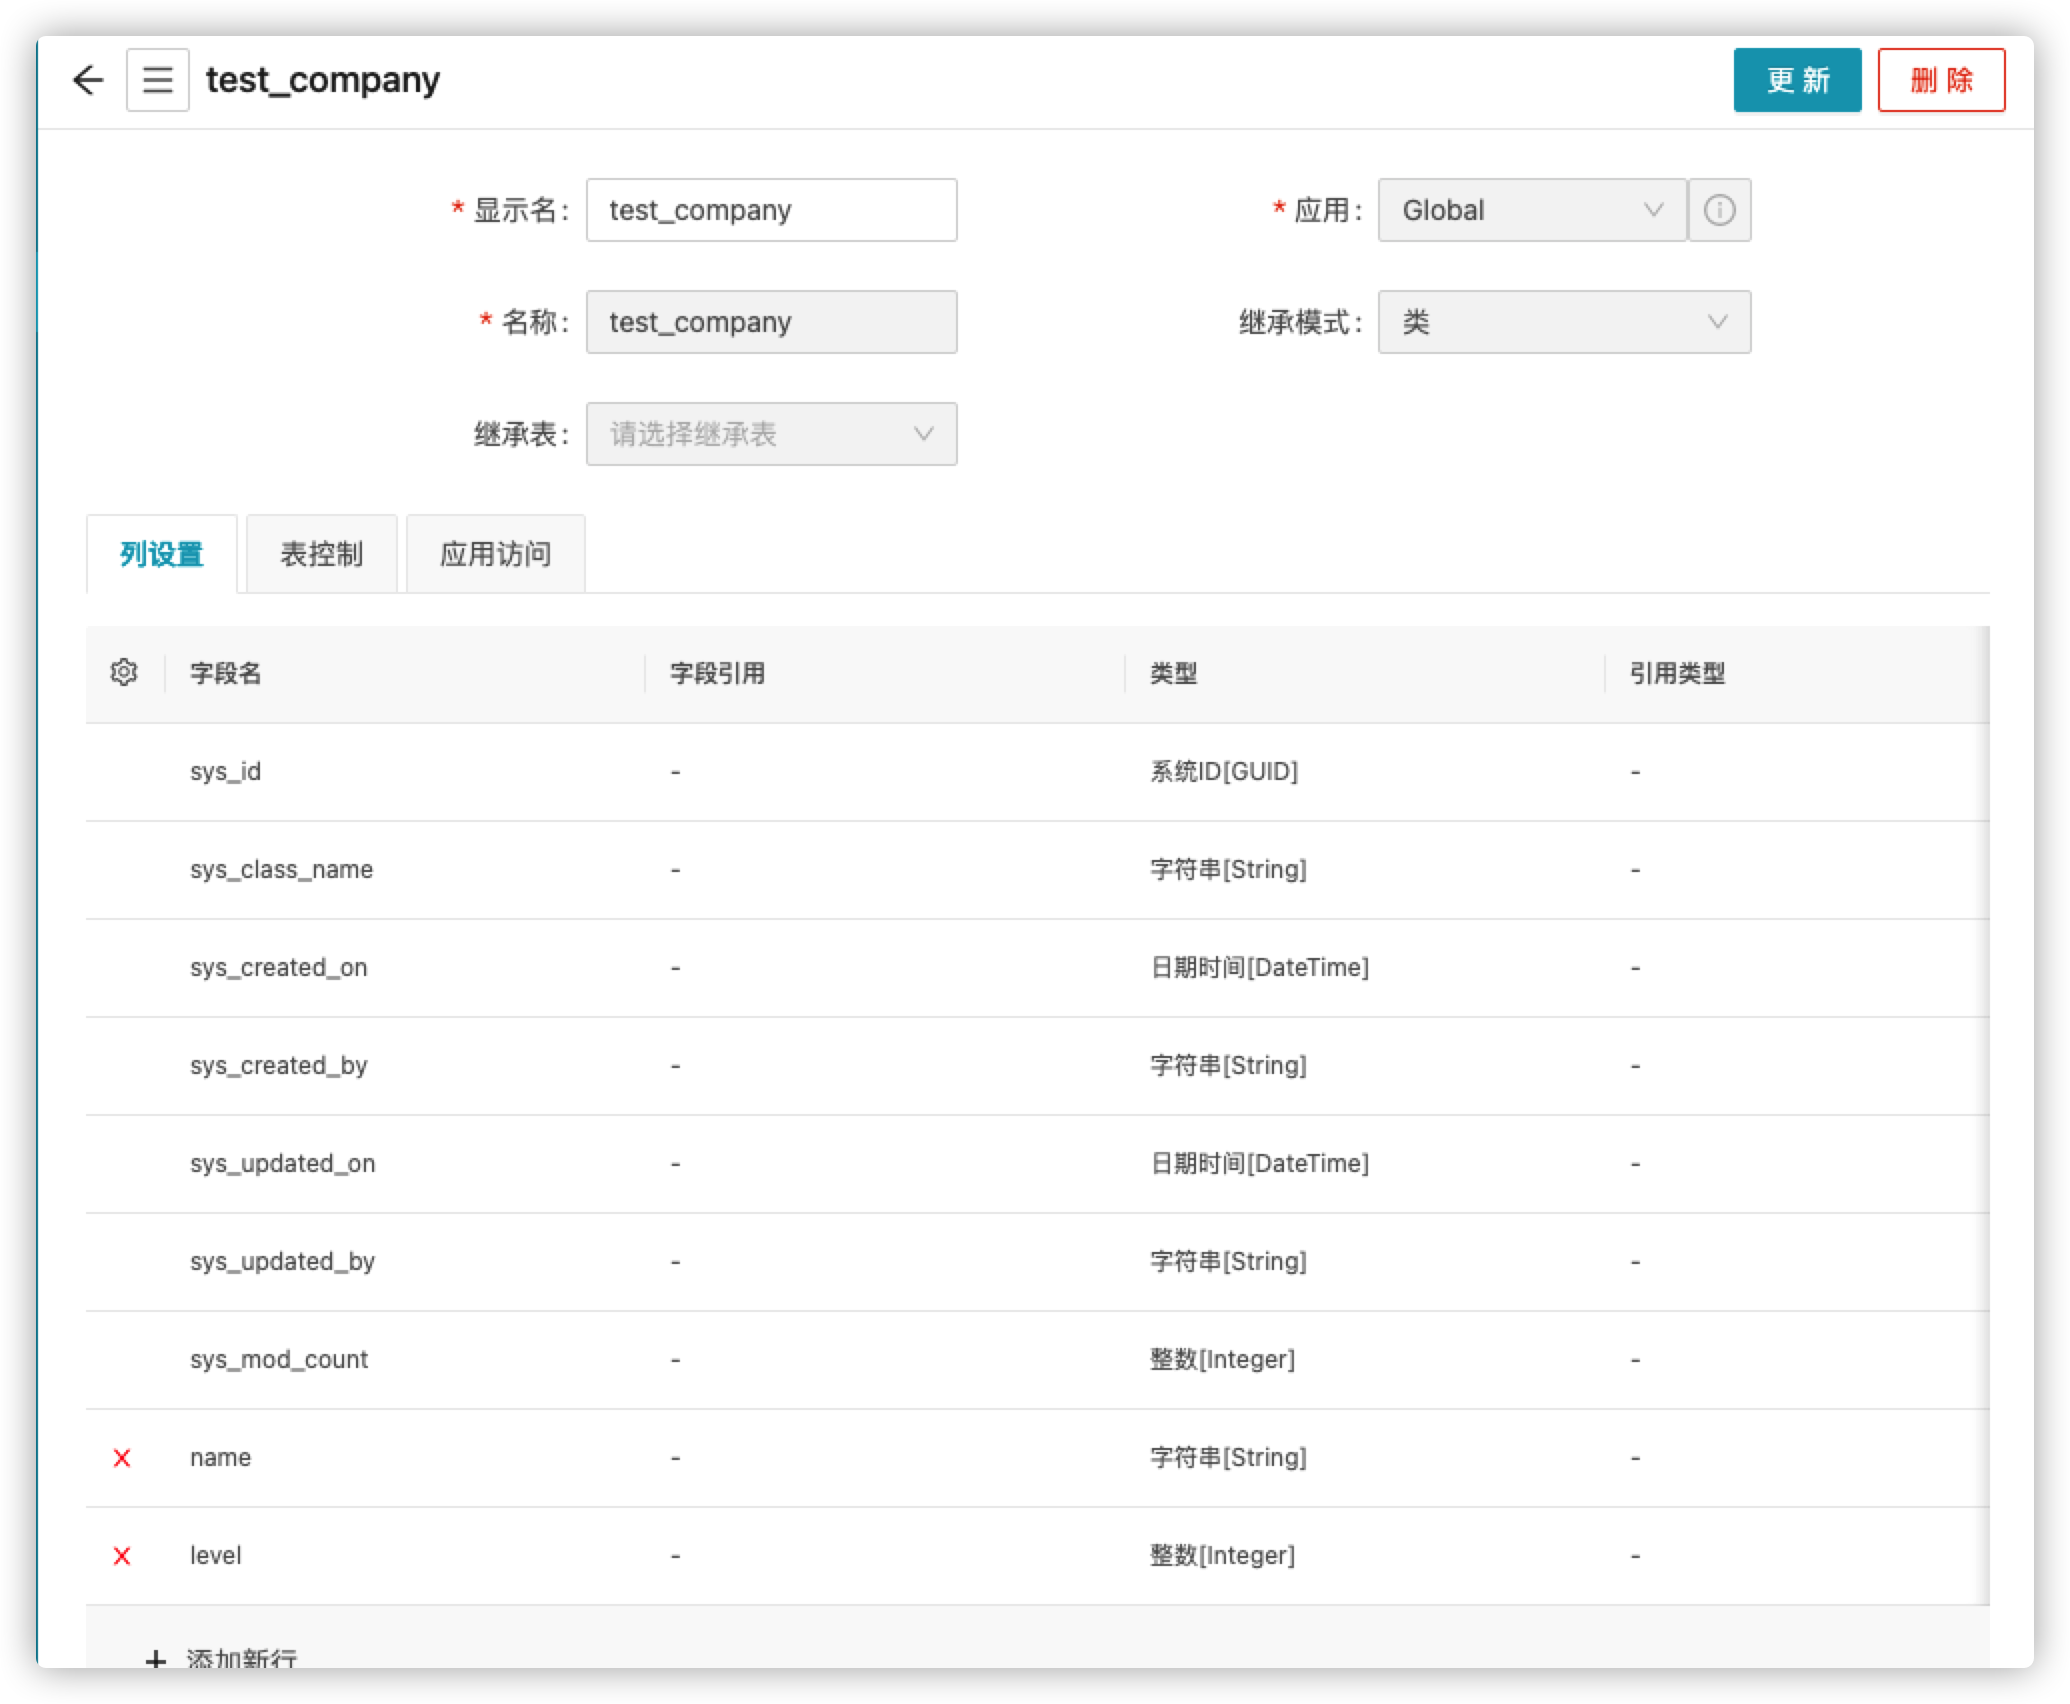 test_company
更新
删除
* 显示名:
test_company
* 应用:
Global
* 名称:
test_company
继承模式:
类
继承表:
请选择继承表
列设置
表控制
应用访问
字段名 字段引用 类型 引用类型
sys_id - 系统ID[GUID] -
sys_class_name - 字符串[String] -
sys_created_on - 日期时间[DateTime] -
sys_created_by - 字符串[String] -
sys_updated_on - 日期时间[DateTime] -
sys_updated_by - 字符串[String] -
sys_mod_count - 整数[Integer] -
name - 字符串[String] -
level - 整数[Integer] -
+ 添加新行